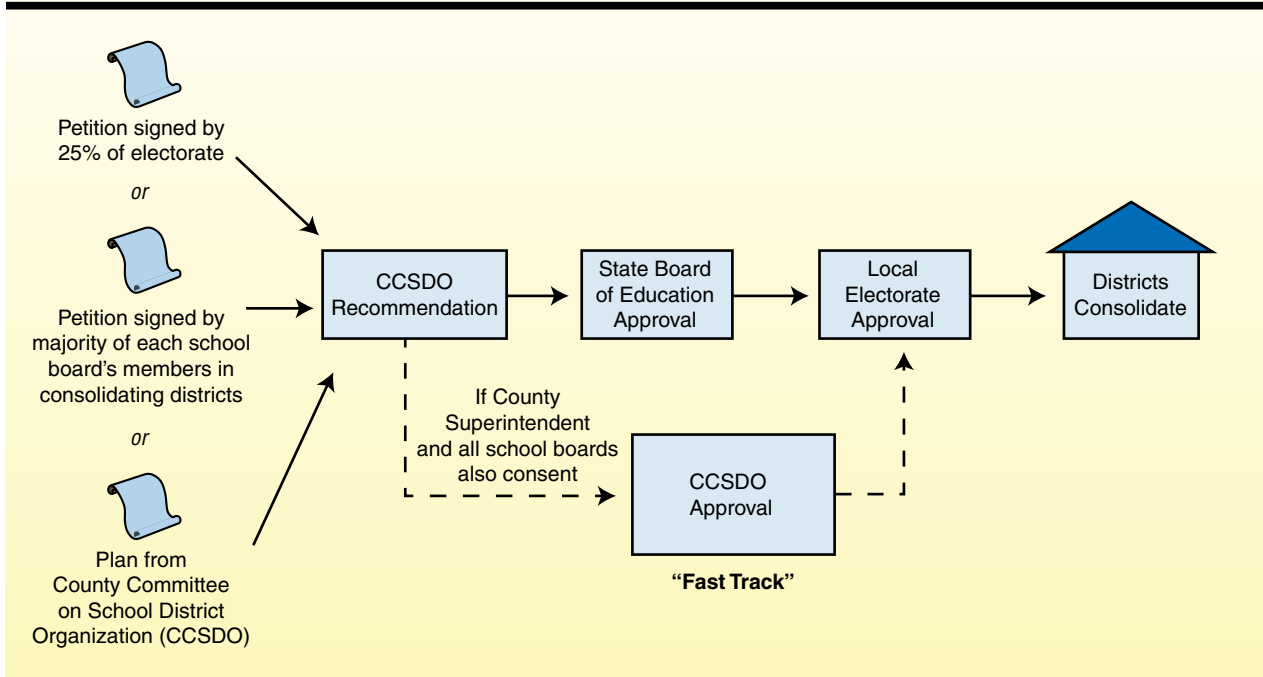 Petition signed by
25% of electorate
or
Petition signed by
majority of each school
board's members in
consolidating districts
or
Plan from
County Committee
on School District
Organization (CCSDO)
CCSDO
Recommendation
State Board
of Education
Approval
Local
Electorate
Approval
Districts
Consolidate
If County
Superintendent
and all school boards
also consent
CCSDO
Approval
“Fast Track”